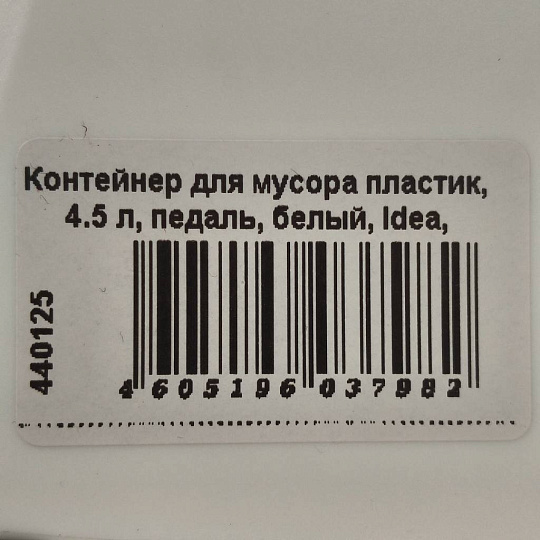 Контейнер для мусора пластик,
4.5 л, педаль, белый, Idea,
440125
4 605196 037982